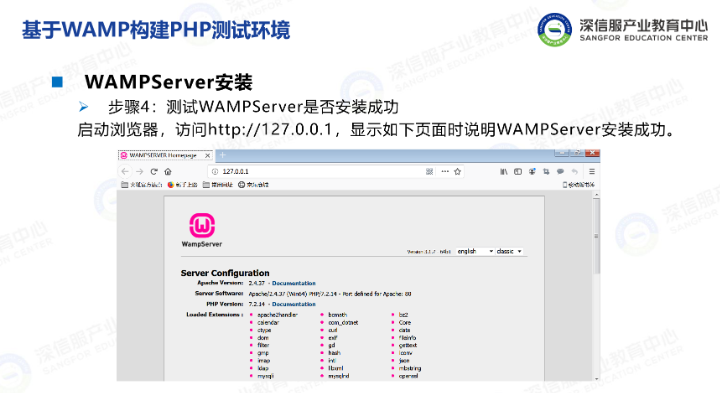 基于WAMP构建PHP测试环境
深信服产业教育中心
SANGFOR EDUCATION CENTER
WAMPServer安装
步骤4：测试WAMPServer是否安装成功
启动浏览器，访问http://127.0.0.1，显示如下页面时说明WAMPServer安装成功。
WAMPSERVER Homepage
127.0.0.1
WampServer
english classic
Server Configuration
Apache Version: 2.4.37 - Documentation
Server Software: Apache/2.4.37 (Win64) PHP/7.2.14 - Port defined for Apache: 80
PHP Version: 7.2.14 - Documentation
Loaded Extensions : apache2handler bcmath bz2
calendar com_dotnet Core
ctype curl date
dom exif fileinfo
filter gd gettext
gmp hash iconv
imap intl json
ldap libxml mbstring
mysqli mysqlnd openssl